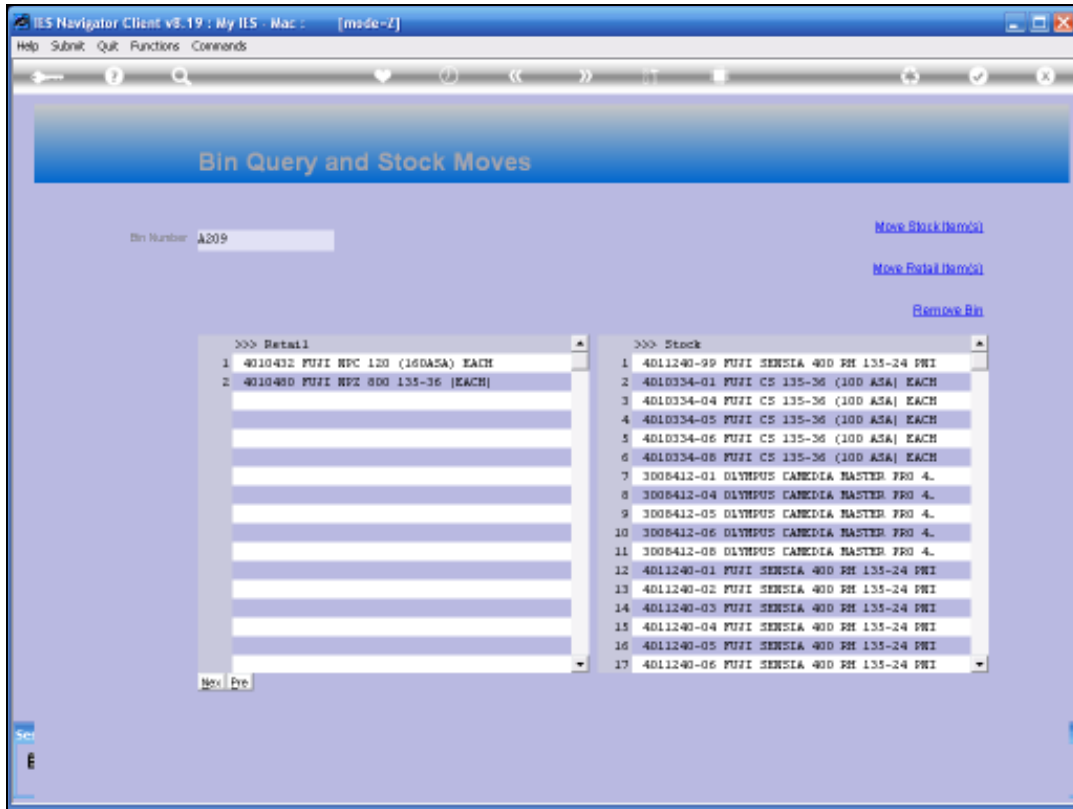 IES Navigator Client v8.19 : My IES - Mac : [mode=Z]
Help Submit Quit Functions Commands
Bin Query and Stock Moves
Bin Number A209
Move Stock Item(s)
Move Retail Item(s)
Remove Bin
>>> Retail
1 4010432 FUJI NPC 120 (160ASA) EACH
2 4010480 FUJI NPZ 800 135-36 |EACH|
>>> Stock
1 4011240-99 FUJI SENSIA 400 RH 135-24 PNI
2 4010334-01 FUJI CS 135-36 (100 ASA| EACH
3 4010334-04 FUJI CS 135-36 (100 ASA| EACH
4 4010334-05 FUJI CS 135-36 (100 ASA| EACH
5 4010334-06 FUJI CS 135-36 (100 ASA| EACH
6 4010334-08 FUJI CS 135-36 (100 ASA| EACH
7 3008412-01 OLYMPUS CAMEDIA MASTER PRO 4.
8 3008412-04 OLYMPUS CAMEDIA MASTER PRO 4.
9 3008412-05 OLYMPUS CAMEDIA MASTER PRO 4.
10 3008412-06 OLYMPUS CAMEDIA MASTER PRO 4.
11 3008412-08 OLYMPUS CAMEDIA MASTER PRO 4.
12 4011240-01 FUJI SENSIA 400 RH 135-24 PNI
13 4011240-02 FUJI SENSIA 400 RH 135-24 PNI
14 4011240-03 FUJI SENSIA 400 RH 135-24 PNI
15 4011240-04 FUJI SENSIA 400 RH 135-24 PNI
16 4011240-05 FUJI SENSIA 400 RH 135-24 PNI
17 4011240-06 FUJI SENSIA 400 RH 135-24 PNI
Nex Pre
Se